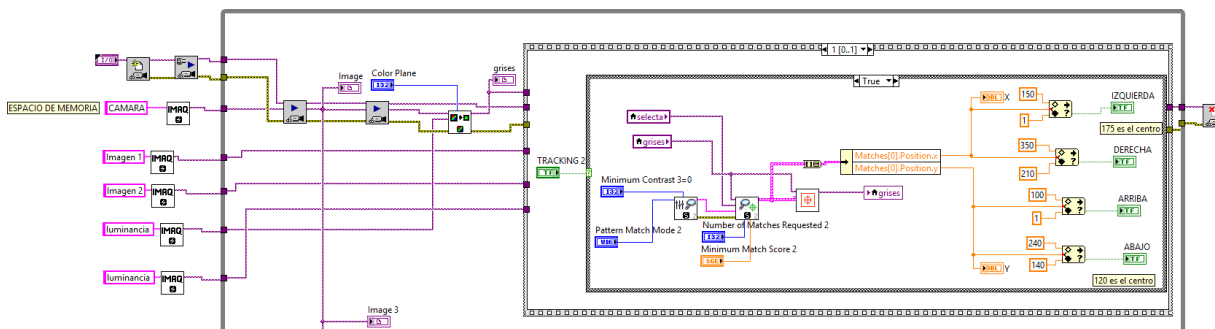 1 [0..1]
True
I/O
Image
Color Plane
I32
grises
ESPACIO DE MEMORIA
CAMARA
IMAQ
Imagen 1
IMAQ
Imagen 2
IMAQ
luminancia
IMAQ
luminancia
IMAQ
Image 3
TRACKING 2
TF
selecta
grises
Minimum Contrast 3=0
I32
Pattern Match Mode 2
U16
S
S
Number of Matches Requested 2
I32
Minimum Match Score 2
SGL
Matches[0].Position.x
Matches[0].Position.y
grises
DBL X
150
1
IZQUIERDA
TF
175 es el centro
350
210
DERECHA
TF
100
1
ARRIBA
TF
240
140
ABAJO
TF
DBL Y
120 es el centro